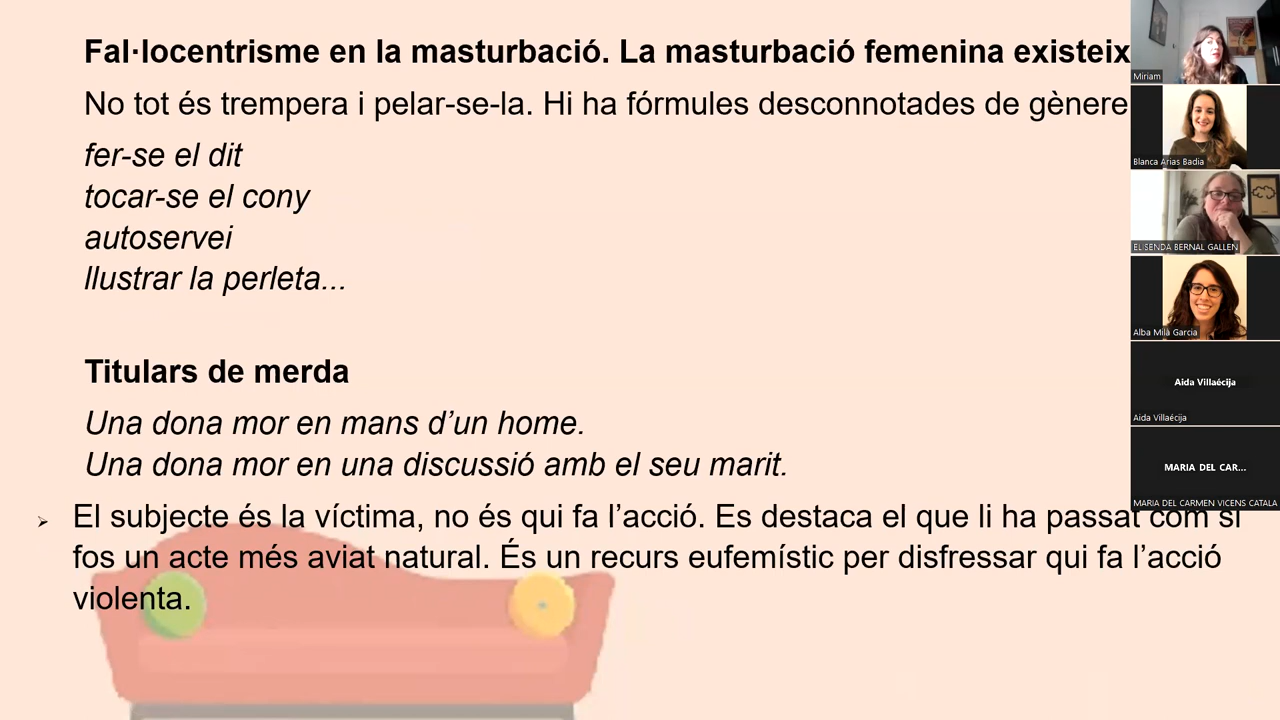 Fal·locentrisme en la masturbació. La masturbació femenina existeix
No tot és trempera i pelar-se-la. Hi ha fórmules desconnotades de gènere
fer-se el dit
tocar-se el cony
autoservei
llustrar la perleta...
Titulars de merda
Una dona mor en mans d’un home.
Una dona mor en una discussió amb el seu marit.
El subjecte és la víctima, no és qui fa l’acció. Es destaca el que li ha passat com si
fos un acte més aviat natural. És un recurs eufemístic per disfressar qui fa l’acció
violenta.
Miriam
Blanca Arias Badia
ELISENDA BERNAL GALLEN
Alba Milà Garcia
Aida Villaécija
Aida Villaécija
MARIA DEL CAR...
MARIA DEL CARMEN VICENS CATALA